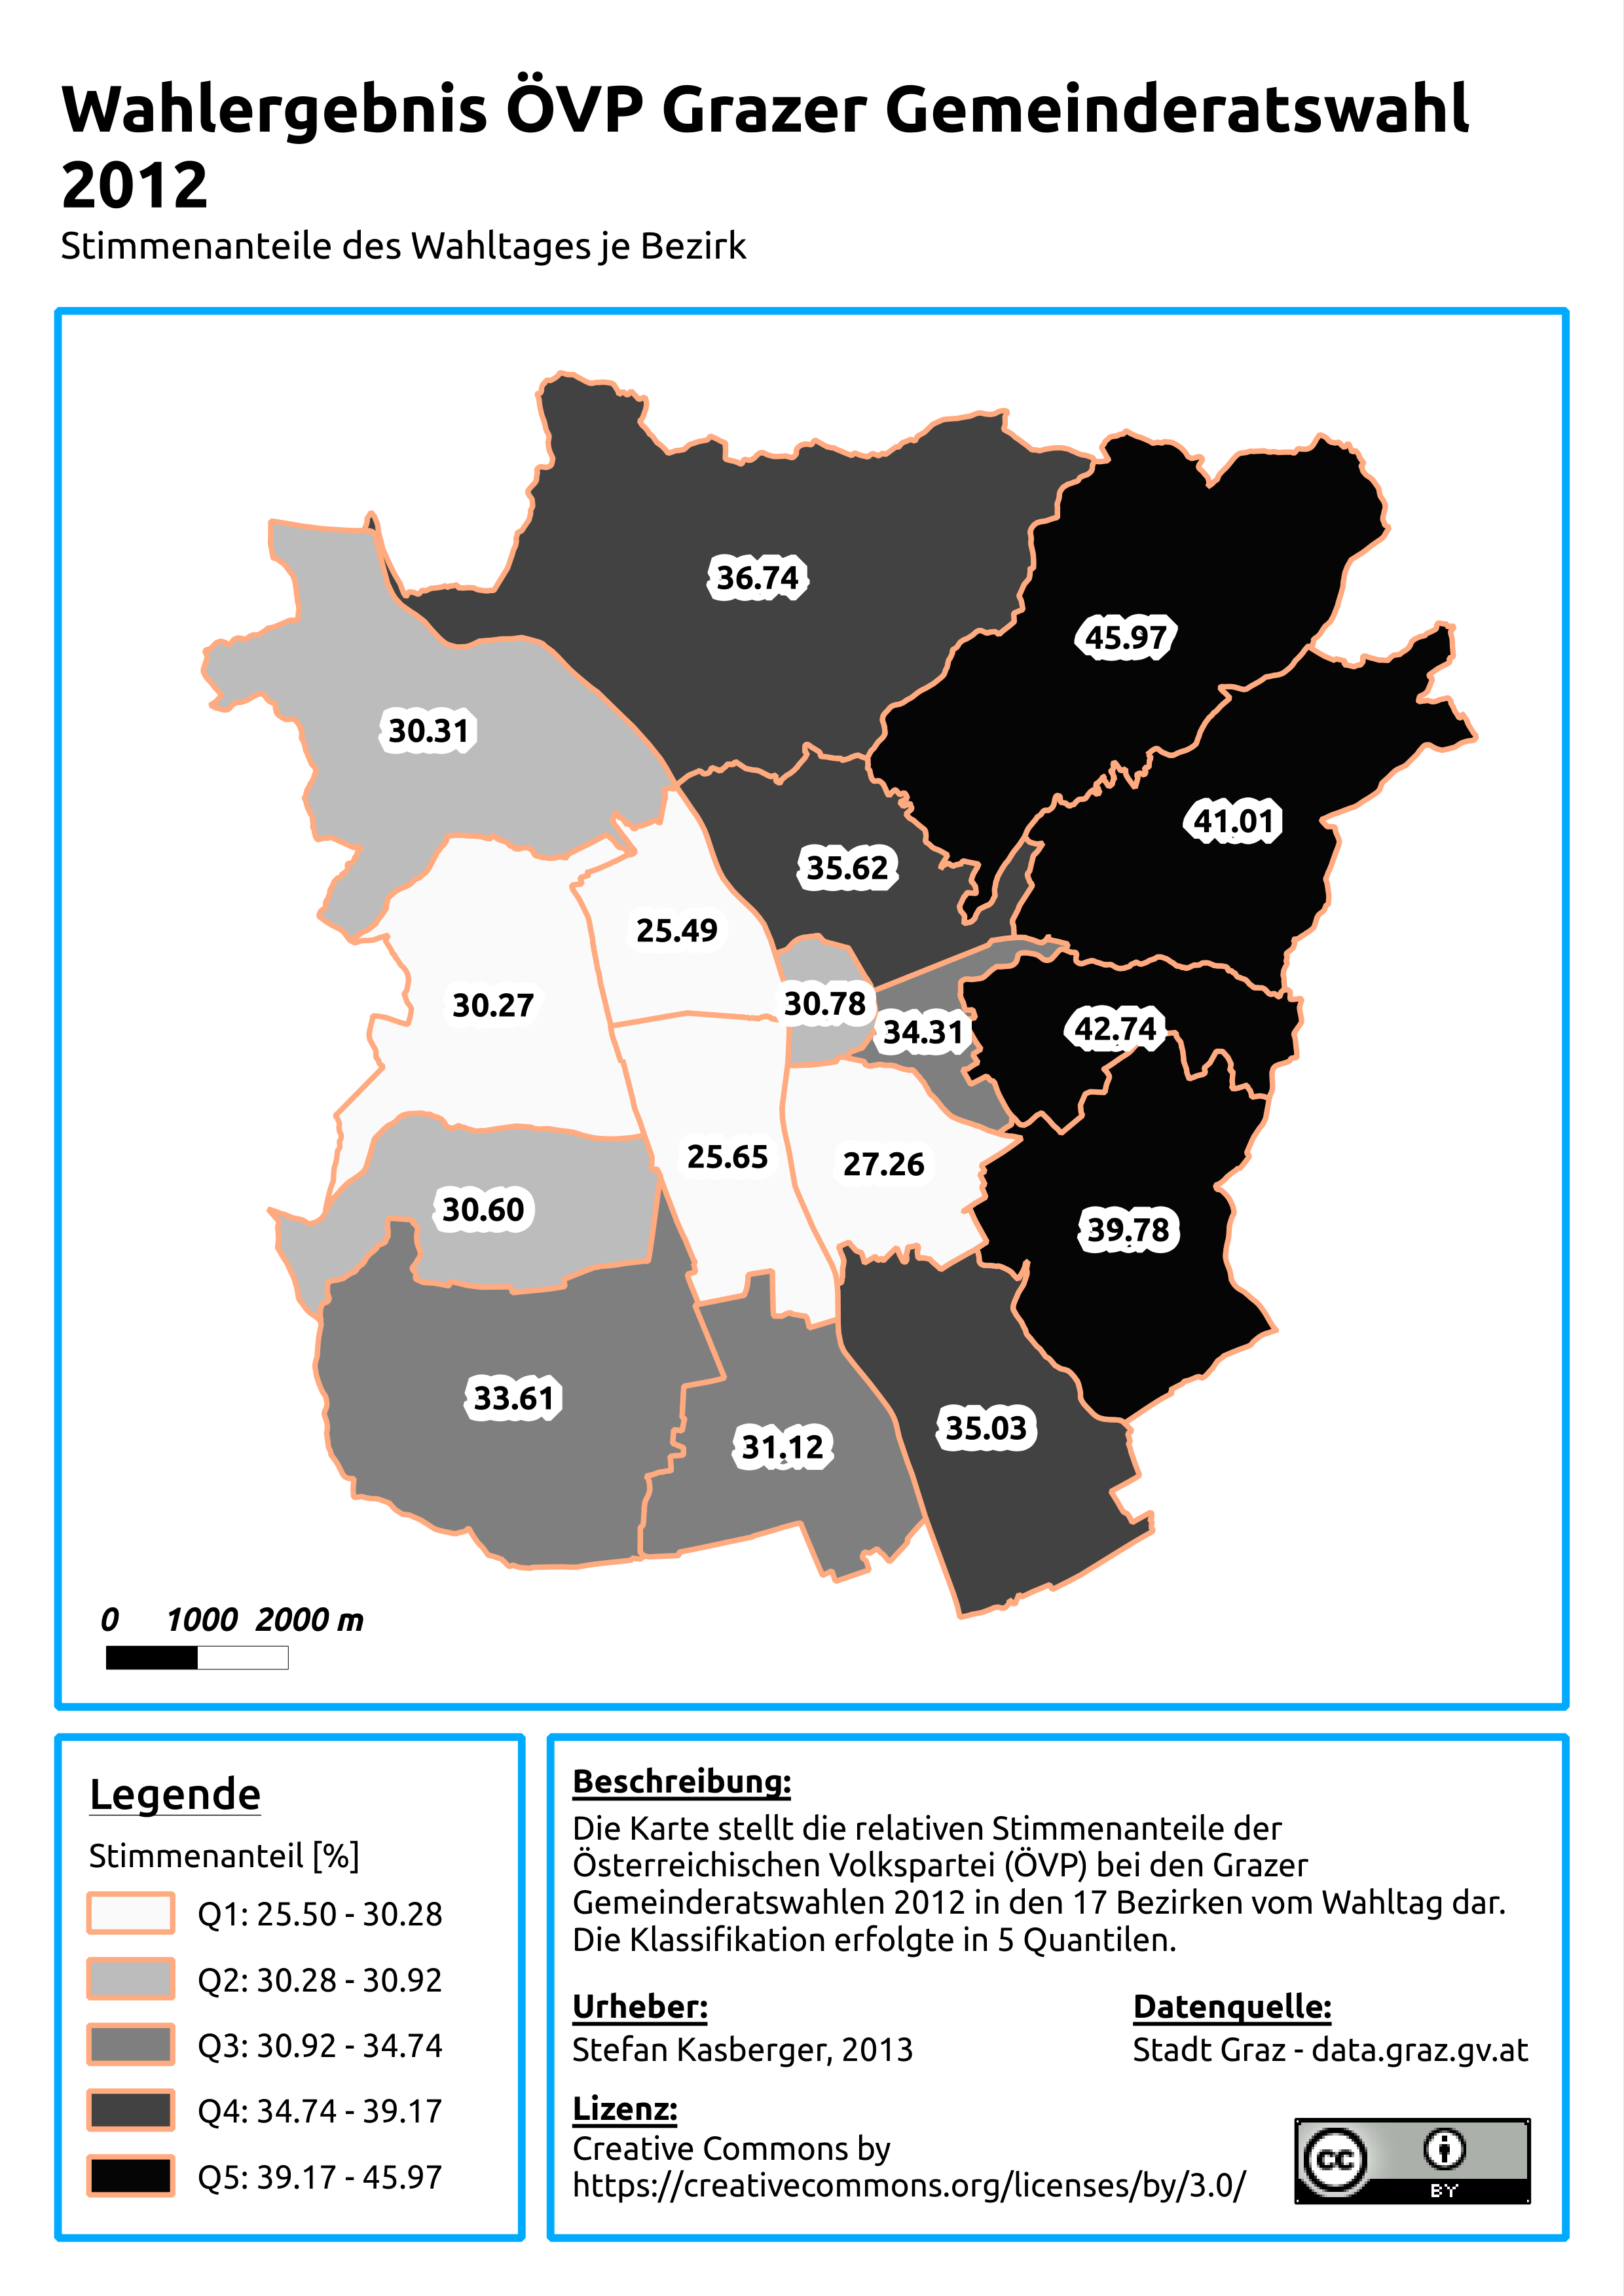 Wahlergebnis ÖVP Grazer Gemeinderatswahl
2012
Stimmenanteile des Wahltages je Bezirk
36.74
45.97
30.31
41.01
35.62
25.49
30.78
30.27
34.31
42.74
25.65
27.26
30.60
39.78
33.61
35.03
31.12
0 1000 2000 m
Legende
Stimmenanteil [%]
Q1: 25.50 - 30.28
Q2: 30.28 - 30.92
Q3: 30.92 - 34.74
Q4: 34.74 - 39.17
Q5: 39.17 - 45.97
Beschreibung:
Die Karte stellt die relativen Stimmenanteile der
Österreichischen Volkspartei (ÖVP) bei den Grazer
Gemeinderatswahlen 2012 in den 17 Bezirken vom Wahltag dar.
Die Klassifikation erfolgte in 5 Quantilen.
Urheber:
Stefan Kasberger, 2013
Datenquelle:
Stadt Graz - data.graz.gv.at
Lizenz:
Creative Commons by
https://creativecommons.org/licenses/by/3.0/
cc
BY